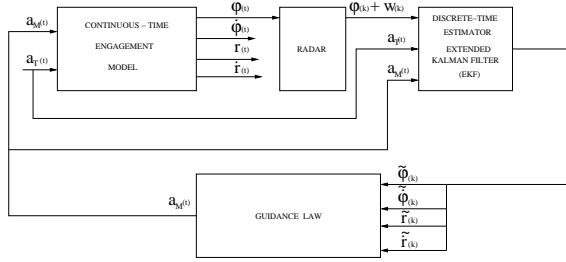 a_M(t)
a_T(t)
CONTINUOUS-TIME
ENGAGEMENT
MODEL
φ(t)
φ̇(t)
r(t)
ṙ(t)
RADAR
φ(k) + w(k)
a_T(t)
a_M(t)
DISCRETE-TIME
ESTIMATOR
EXTENDED
KALMAN FILTER
(EKF)
a_M(t)
GUIDANCE LAW
φ̃(k)
φ̃̇(k)
r̃(k)
r̃̇(k)